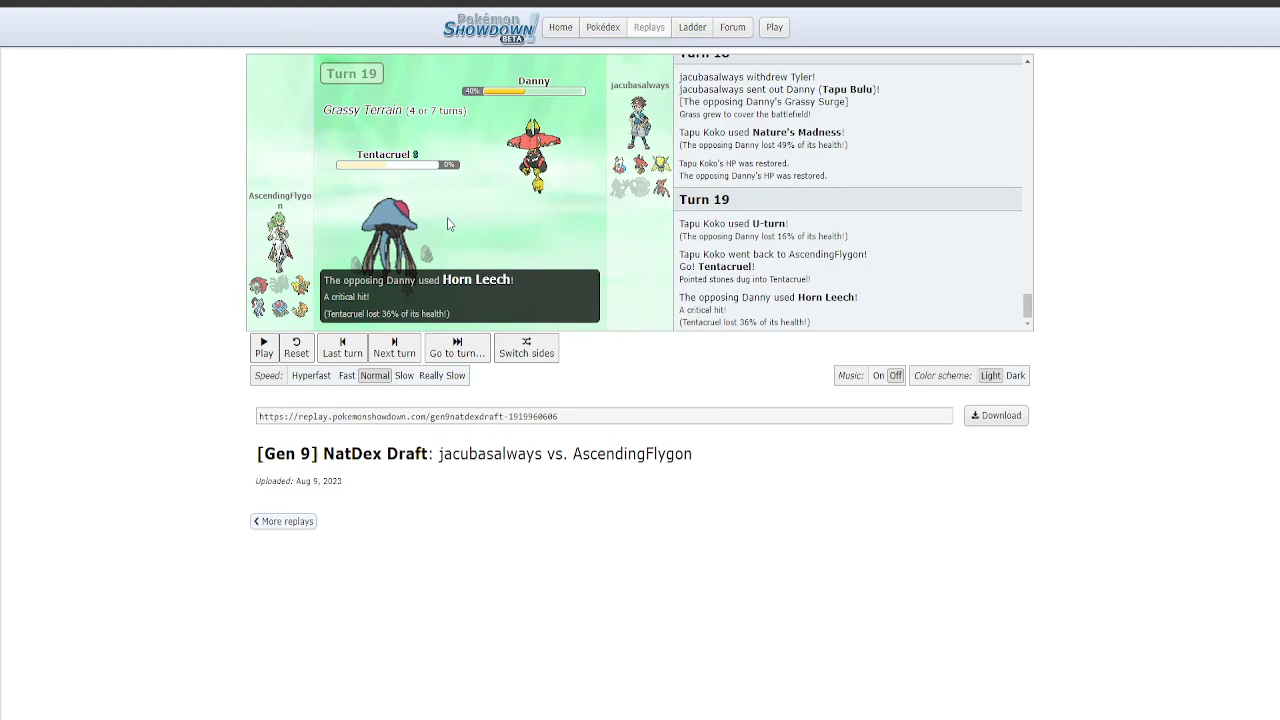 Pokémon
SHOWDOWN!
BETA
Home
Pokédex
Replays
Ladder
Forum
Play
Turn 19
Grassy Terrain (4 or 7 turns)
Danny
40%
Tentacruel
0%
AscendingFlygo
n
jacubasalways
The opposing Danny used Horn Leech!
A critical hit!
(Tentacruel lost 36% of its health!)
Turn 18
jacubasalways withdrew Tyler!
jacubasalways sent out Danny (Tapu Bulu)!
[The opposing Danny's Grassy Surge]
Grass grew to cover the battlefield!
Tapu Koko used Nature's Madness!
(The opposing Danny lost 49% of its health!)
Tapu Koko's HP was restored.
The opposing Danny's HP was restored.
Turn 19
Tapu Koko used U-turn!
(The opposing Danny lost 16% of its health!)
Tapu Koko went back to AscendingFlygon!
Go! Tentacruel!
Pointed stones dug into Tentacruel!
The opposing Danny used Horn Leech!
A critical hit!
(Tentacruel lost 36% of its health!)
Play
Reset
Last turn
Next turn
Go to turn...
Switch sides
Speed: Hyperfast Fast Normal Slow Really Slow
Music: On Off
Color scheme: Light Dark
https://replay.pokemonshowdown.com/gen9natdexdraft-1919960606
Download
[Gen 9] NatDex Draft: jacubasalways vs. AscendingFlygon
Uploaded: Aug 9, 2023
More replays